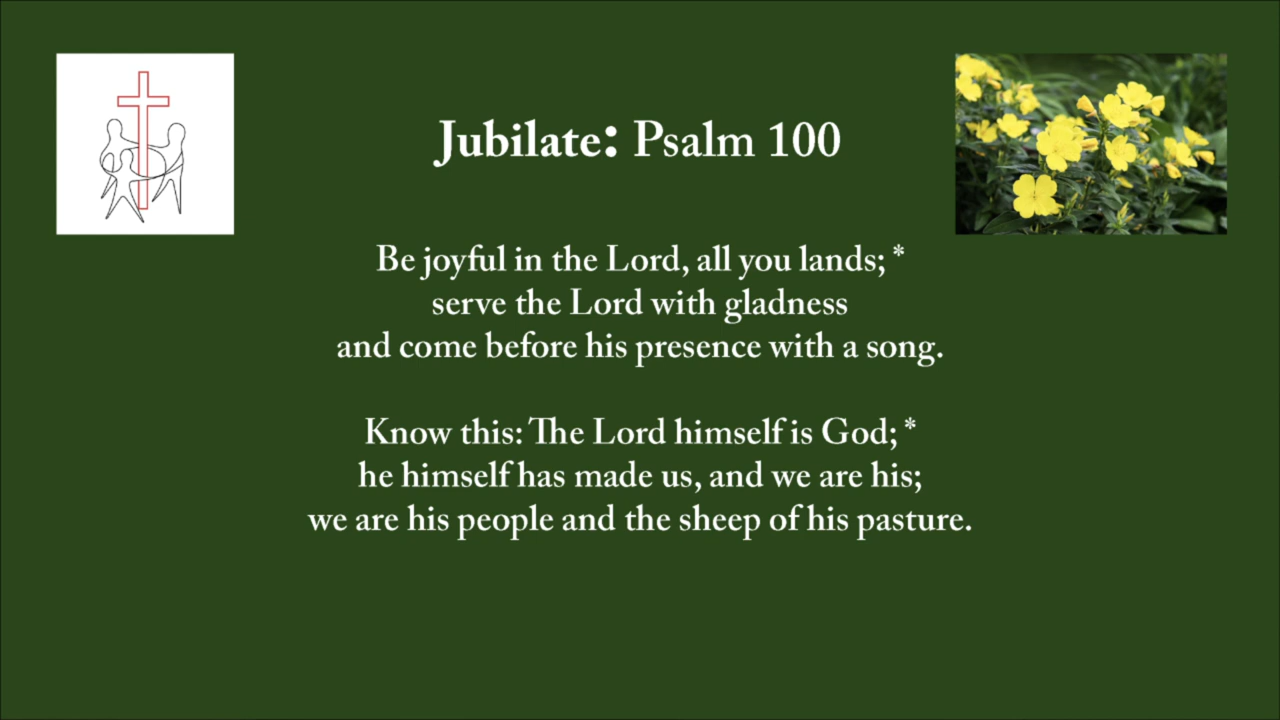 Jubilate: Psalm 100
Be joyful in the Lord, all you lands; *
serve the Lord with gladness
and come before his presence with a song.
Know this: The Lord himself is God; *
he himself has made us, and we are his;
we are his people and the sheep of his pasture.